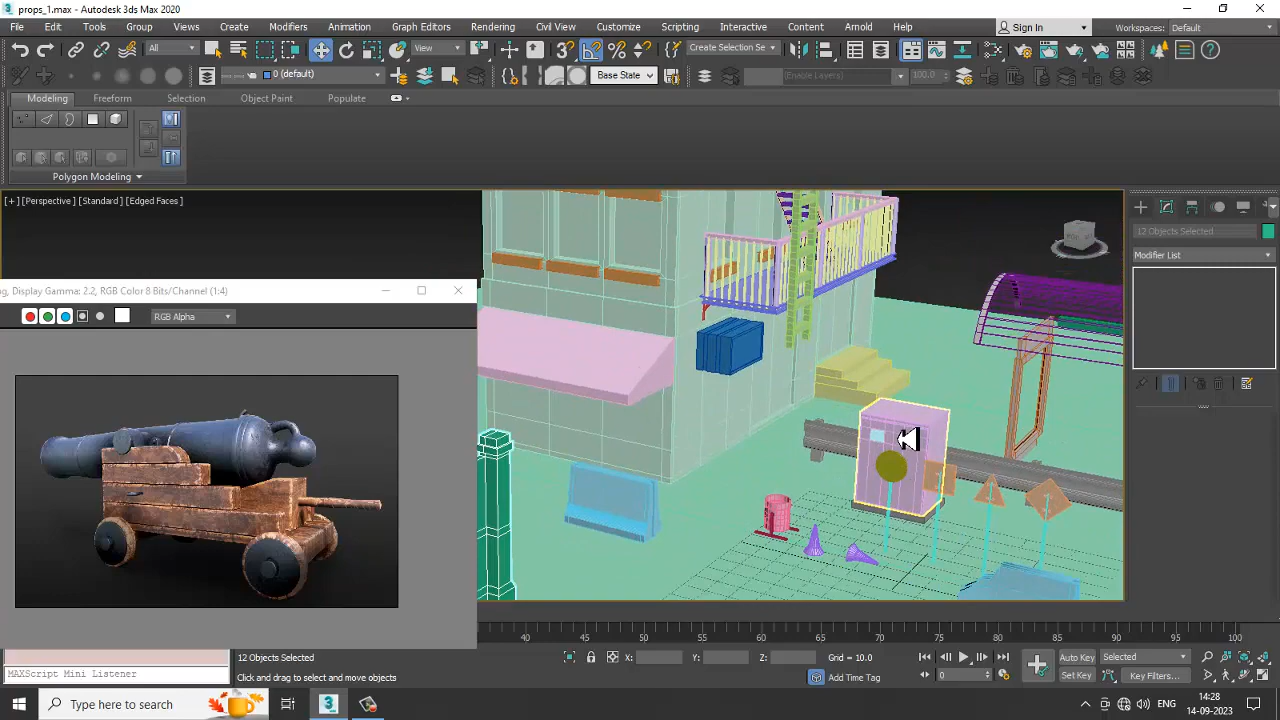 props_1.max - Autodesk 3ds Max 2020
File Edit Tools Group Views Create Modifiers Animation Graph Editors Rendering Civil View Customize Scripting Interactive Content Arnold Help Sign In Workspaces: Default
All View Create Selection Se
0 (default) Base State (Enable Layers) 100.0
Modeling Freeform Selection Object Paint Populate
Polygon Modeling
[+] [Perspective] [Standard] [Edged Faces]
12 Objects Selected
Modifier List
g, Display Gamma: 2.2, RGB Color 8 Bits/Channel (1:4)
RGB Alpha
40 45 50 55 60 65 70 75 80 85 90 95 100
12 Objects Selected X: Y: Z: Grid = 10.0 Auto Key Selected
MAXScript Mini Listener Click and drag to select and move objects Add Time Tag 0 Set Key Key Filters...
Type here to search ENG 14:28
14-09-2023